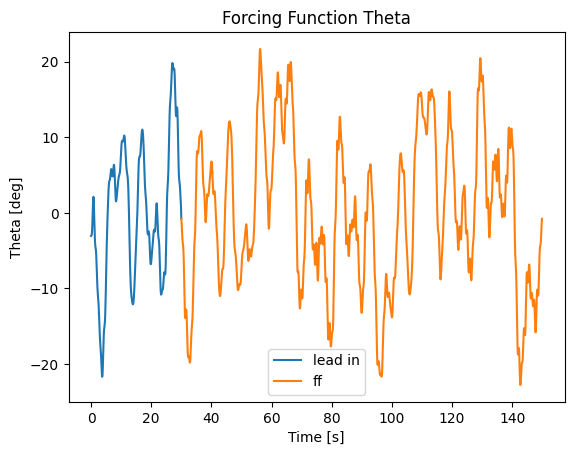 Forcing Function Theta
Theta [deg]
20
10
0
−10
−20
lead in
ff
0 20 40 60 80 100 120 140
Time [s]